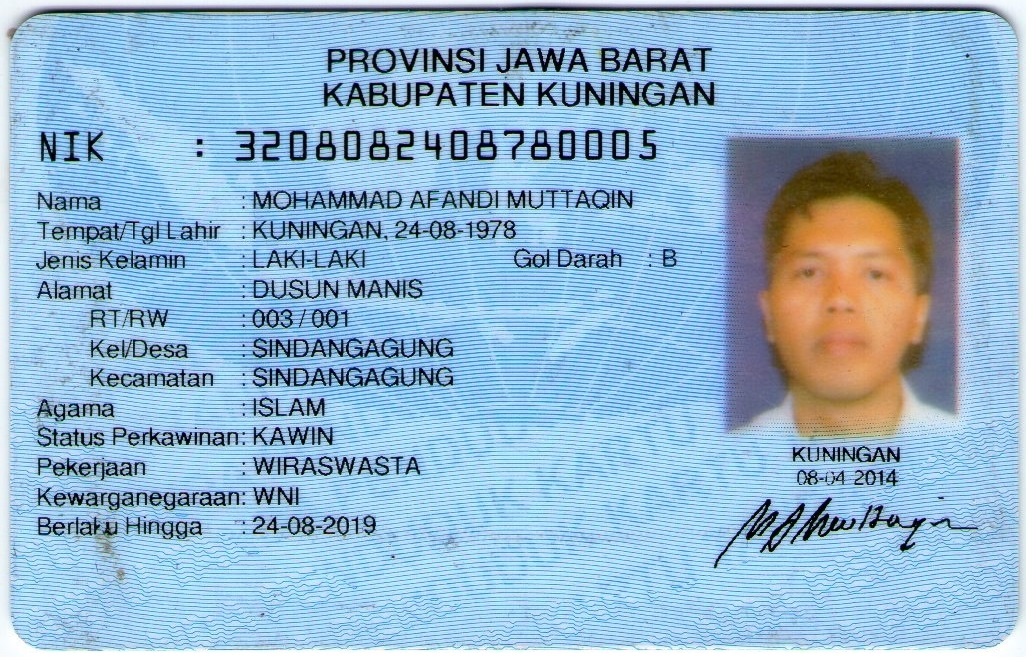 PROVINSI JAWA BARAT
KABUPATEN KUNINGAN
NIK : 3208082408780005
Nama : MOHAMMAD AFANDI MUTTAQIN
Tempat/Tgl Lahir : KUNINGAN, 24-08-1978
Jenis Kelamin : LAKI-LAKI Gol Darah : B
Alamat : DUSUN MANIS
RT/RW : 003 / 001
Kel/Desa : SINDANGAGUNG
Kecamatan : SINDANGAGUNG
Agama : ISLAM
Status Perkawinan: KAWIN
Pekerjaan : WIRASWASTA
Kewarganegaraan: WNI
Berlaku Hingga : 24-08-2019
KUNINGAN
08-04-2014